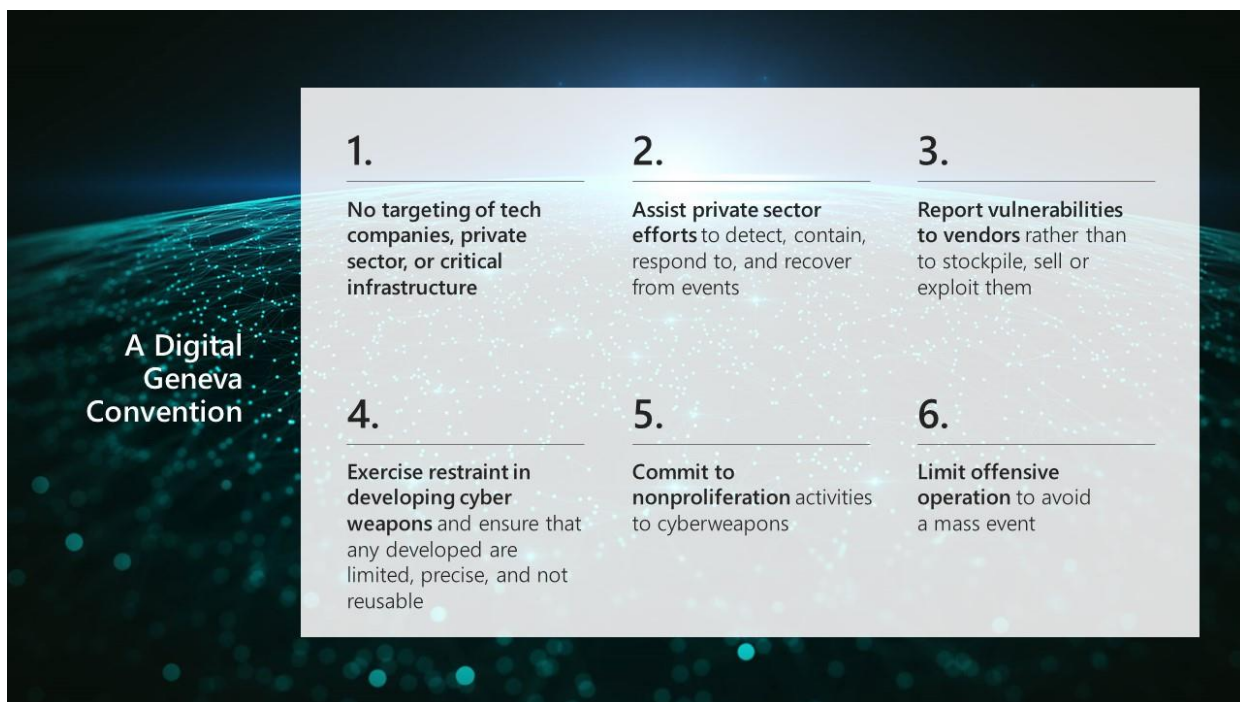 A Digital
Geneva
Convention
1.
No targeting of tech
companies, private
sector, or critical
infrastructure
2.
Assist private sector
efforts to detect, contain,
respond to, and recover
from events
3.
Report vulnerabilities
to vendors rather than
to stockpile, sell or
exploit them
4.
Exercise restraint in
developing cyber
weapons and ensure that
any developed are
limited, precise, and not
reusable
5.
Commit to
nonproliferation activities
to cyberweapons
6.
Limit offensive
operation to avoid
a mass event